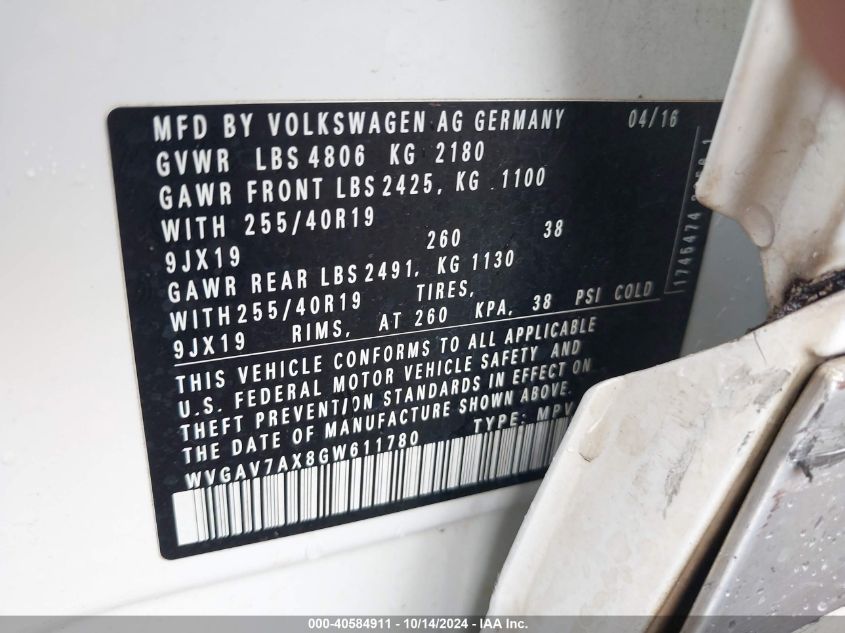 MFD BY VOLKSWAGEN AG GERMANY 04/16
GVWR LBS 4806 KG 2180
GAWR FRONT LBS 2425, KG 1100
WITH 255/40R19
9JX19 260 38
GAWR REAR LBS 2491, KG 1130
WITH 255/40R19 TIRES,
9JX19 RIMS, AT 260 KPA, 38 PSI COLD
THIS VEHICLE CONFORMS TO ALL APPLICABLE
U.S. FEDERAL MOTOR VEHICLE SAFETY AND
THEFT PREVENTION STANDARDS IN EFFECT ON
THE DATE OF MANUFACTURE SHOWN ABOVE.
WVGAV7AX8GW611780 TYPE: MPV
1746474
000-40584911 - 10/14/2024 - IAA Inc.